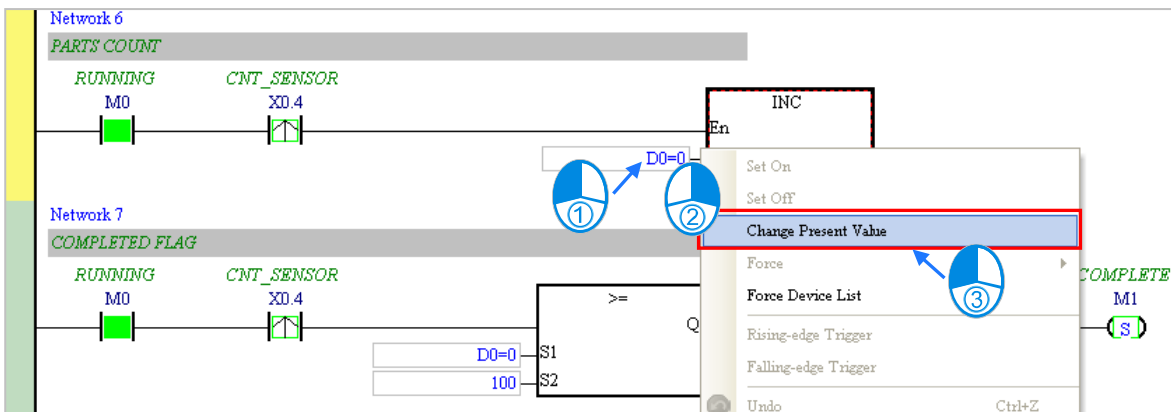 Network 6
PARTS COUNT
RUNNING CNT_SENSOR
M0 X0.4
INC
En
D0=0
① ②
Set On
Set Off
Change Present Value
Force
Force Device List
③
Rising-edge Trigger
Falling-edge Trigger
Undo Ctrl+Z
Network 7
COMPLETED FLAG
RUNNING CNT_SENSOR
M0 X0.4
>=
Q
D0=0 S1
100 S2
COMPLETE
M1
S